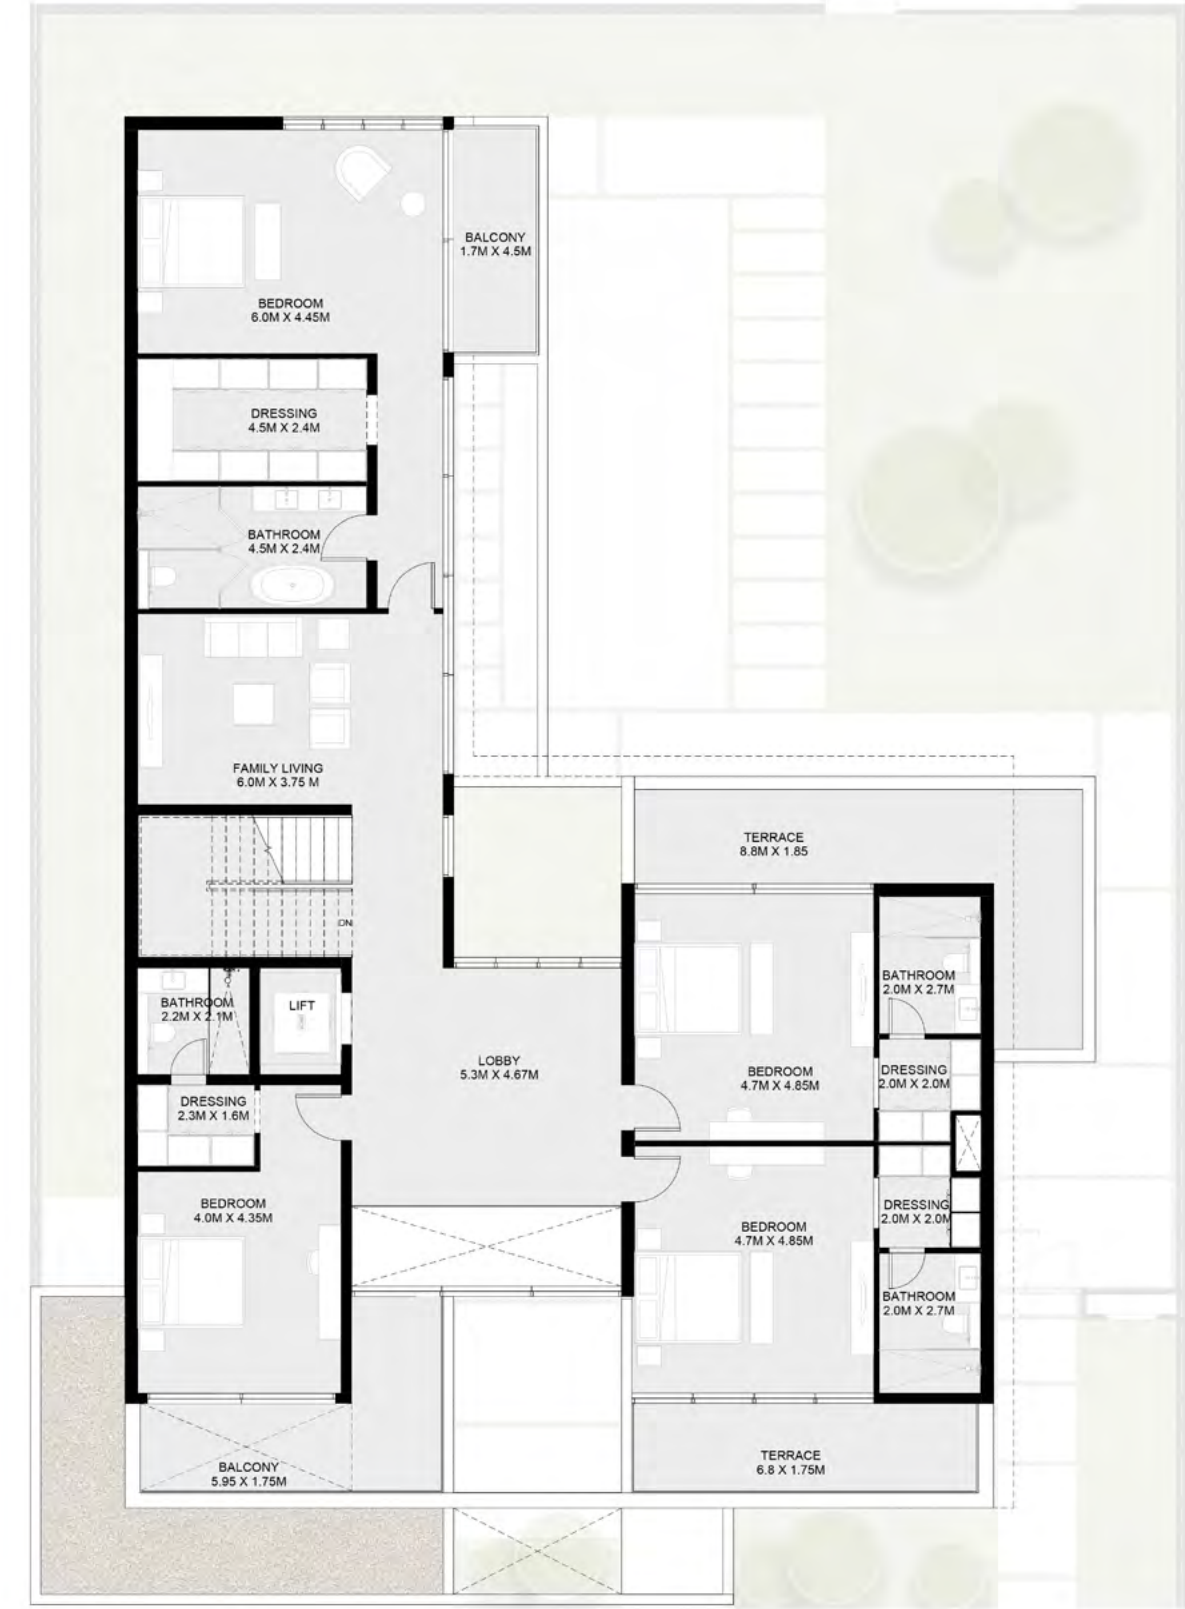 BALCONY
1.7M X 4.5M
BEDROOM
6.0M X 4.45M
DRESSING
4.5M X 2.4M
BATHROOM
4.5M X 2.4M
FAMILY LIVING
6.0M X 3.75 M
TERRACE
8.8M X 1.85
DN
BATHROOM
2.2M X 2.1M
LIFT
BATHROOM
2.0M X 2.7M
LOBBY
5.3M X 4.67M
BEDROOM
4.7M X 4.85M
DRESSING
2.0M X 2.0M
DRESSING
2.3M X 1.6M
BEDROOM
4.0M X 4.35M
BEDROOM
4.7M X 4.85M
DRESSING
2.0M X 2.0M
BATHROOM
2.0M X 2.7M
BALCONY
5.95 X 1.75M
TERRACE
6.8 X 1.75M